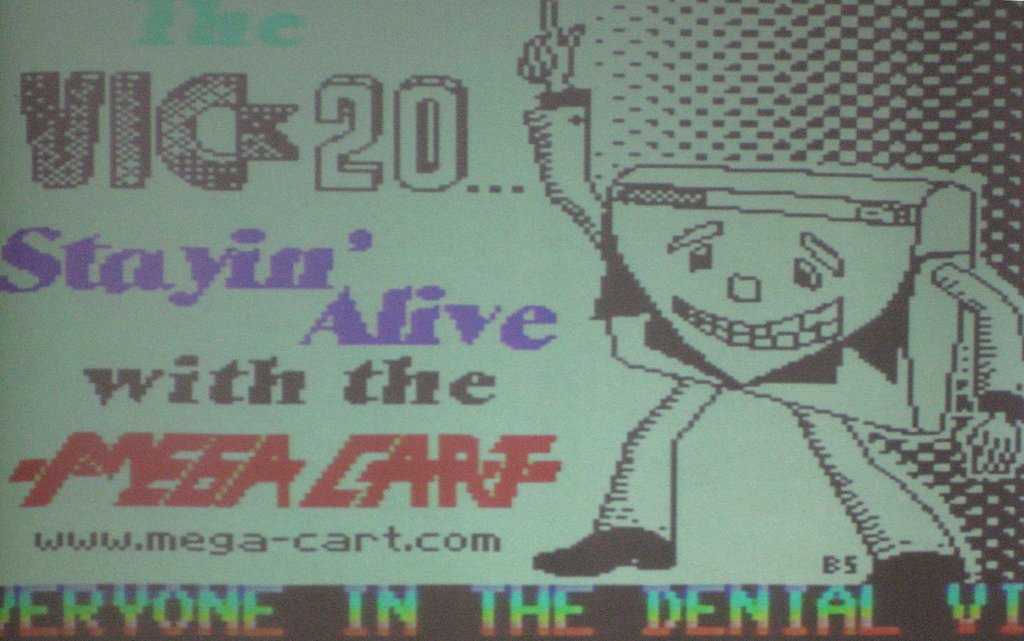 The
VIC 20...
Stayin'
Alive
with the
MEGA CART
www.mega-cart.com
BS
VERYONE IN THE DENIAL VI